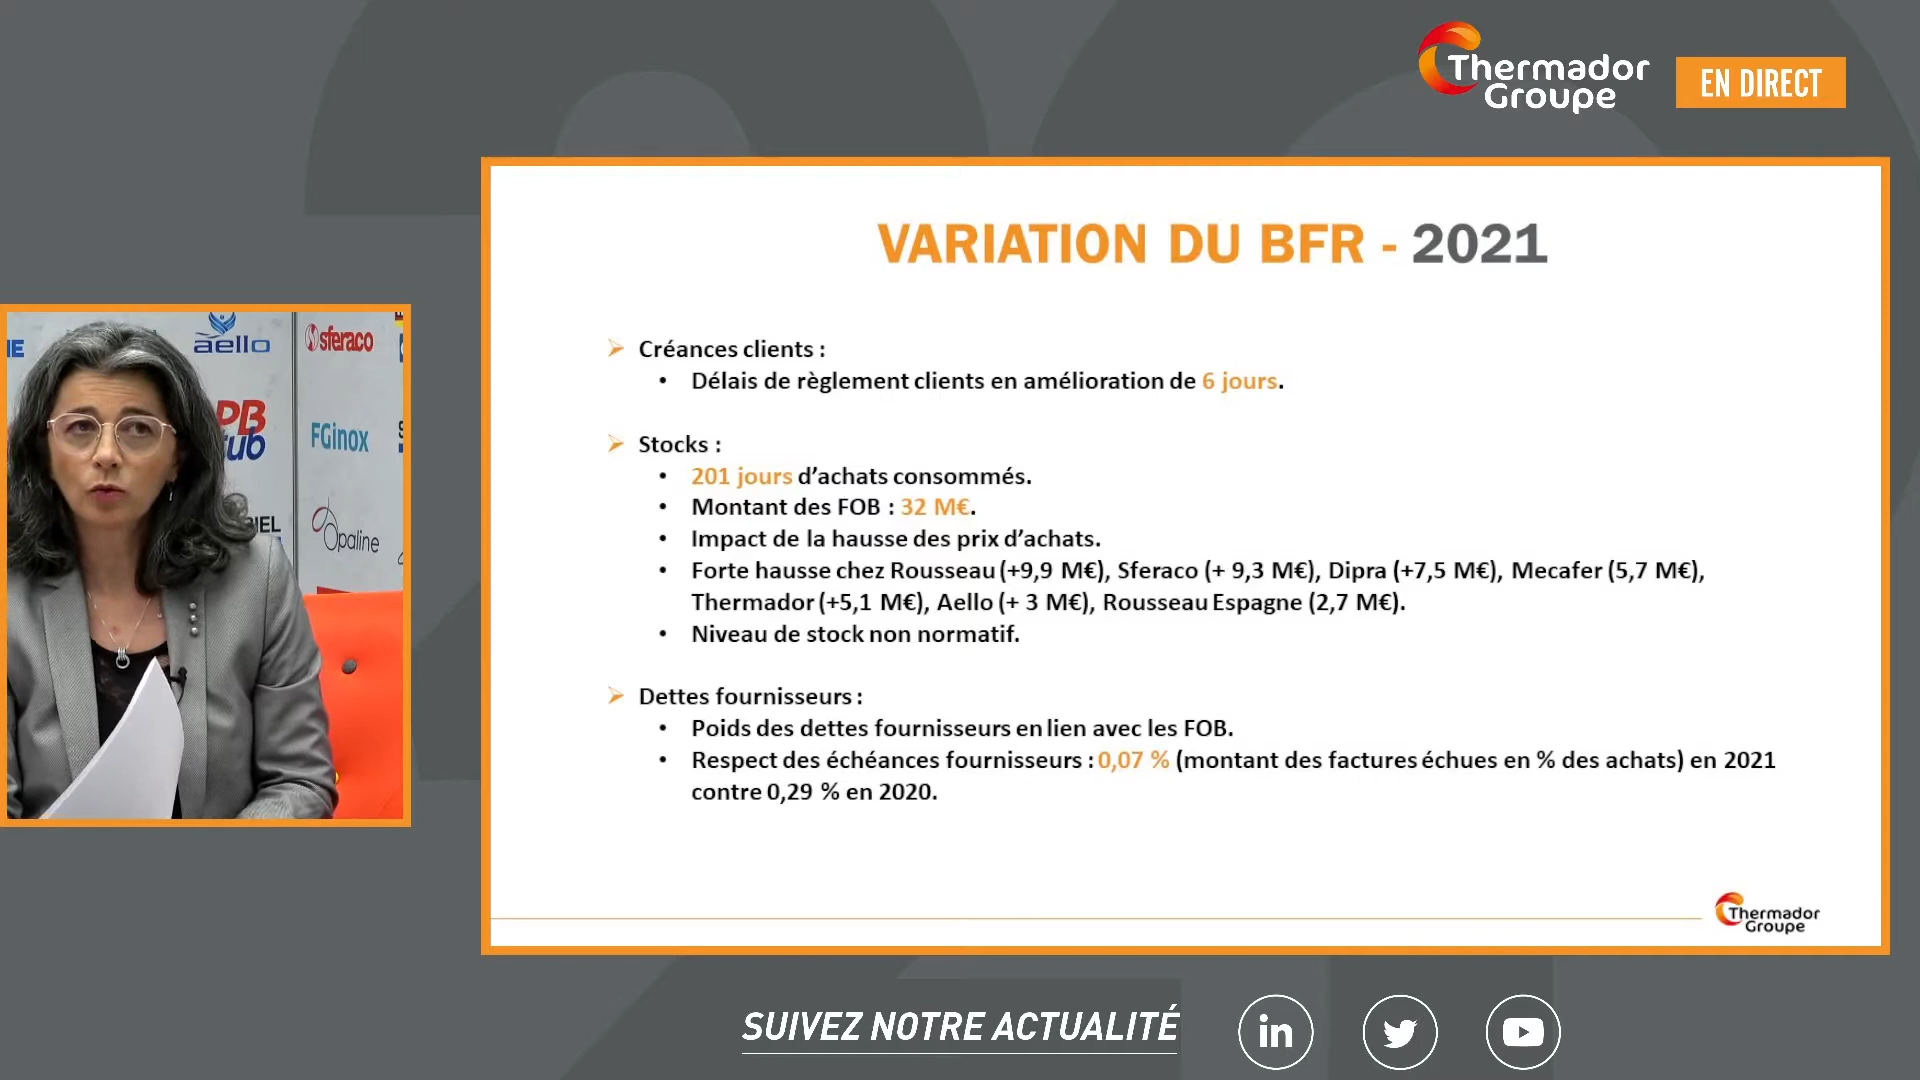 Thermador
Groupe
EN DIRECT
VARIATION DU BFR - 2021
Créances clients :
Délais de règlement clients en amélioration de 6 jours.
Stocks :
201 jours d’achats consommés.
Montant des FOB : 32 M€.
Impact de la hausse des prix d’achats.
Forte hausse chez Rousseau (+9,9 M€), Sferaco (+ 9,3 M€), Dipra (+7,5 M€), Mecafer (5,7 M€),
Thermador (+5,1 M€), Aello (+ 3 M€), Rousseau Espagne (2,7 M€).
Niveau de stock non normatif.
Dettes fournisseurs :
Poids des dettes fournisseurs en lien avec les FOB.
Respect des échéances fournisseurs : 0,07 % (montant des factures échues en % des achats) en 2021
contre 0,29 % en 2020.
Thermador
Groupe
aello
sferaco
PB
tub
FGinox
Opaline
SUIVEZ NOTRE ACTUALITÉ
in